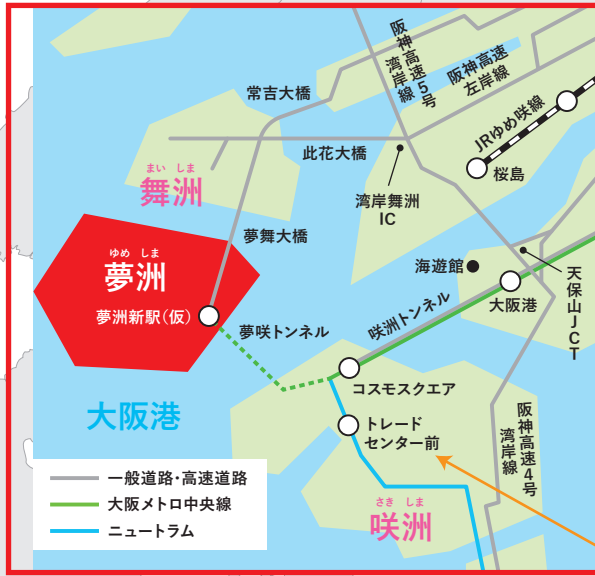 阪神高速5号
湾岸線
阪神高速
左岸線
常吉大橋
JRゆめ咲線
此花大橋
桜島
まい しま
舞洲
湾岸舞洲
IC
夢舞大橋
ゆめ しま
夢洲
海遊館
天保山JCT
夢洲新駅(仮)
大阪港
咲洲トンネル
夢咲トンネル
コスモスクエア
大阪港
トレード
センター前
阪神高速4号
湾岸線
一般道路・高速道路
大阪メトロ中央線
ニュートラム
さき しま
咲洲